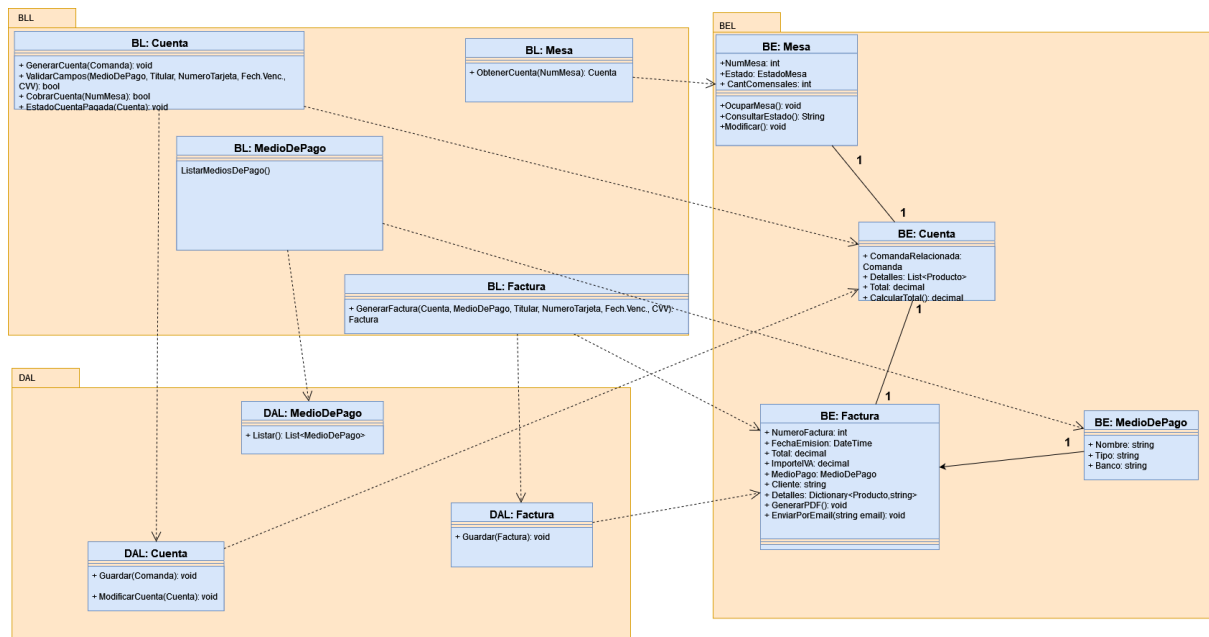 BLL
BL: Cuenta
+ GenerarCuenta(Comanda): void
+ ValidarCampos(MedioDePago, Titular, NumeroTarjeta, Fech.Venc.,
CVV): bool
+ CobrarCuenta(NumMesa): bool
+ EstadoCuentaPagada(Cuenta): void
BL: Mesa
+ ObtenerCuenta(NumMesa): Cuenta
BL: MedioDePago
ListarMediosDePago()
BL: Factura
+ GenerarFactura(Cuenta, MedioDePago, Titular, NumeroTarjeta, Fech.Venc., CVV):
Factura
BEL
BE: Mesa
+NumMesa: int
+Estado: EstadoMesa
+ CantComensales: int
+OcuparMesa(): void
+ConsultarEstado(): String
+Modificar(): void
1
1
BE: Cuenta
+ ComandaRelacionada:
Comanda
+ Detalles: List<Producto>
+ Total: decimal
+ CalcularTotal(): decimal
1
1
BE: Factura
+ NumeroFactura: int
+ FechaEmision: DateTime
+ Total: decimal
+ ImporteIVA: decimal
+ MedioPago: MedioDePago
+ Cliente: string
+ Detalles: Dictionary<Producto,string>
+ GenerarPDF(): void
+ EnviarPorEmail(string email): void
1
BE: MedioDePago
+ Nombre: string
+ Tipo: string
+ Banco: string
DAL
DAL: MedioDePago
+ Listar(): List<MedioDePago>
DAL: Factura
+ Guardar(Factura): void
DAL: Cuenta
+ Guardar(Comanda): void
+ ModificarCuenta(Cuenta): void